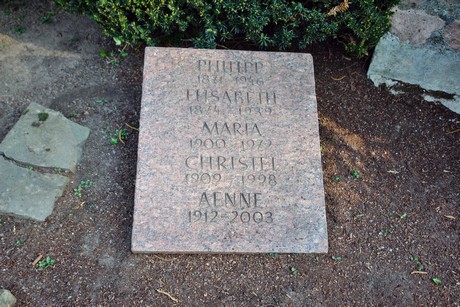 PHILIPP
ELISABETH
MARIA
1900-1972
CHRISTEL
1909-1998
AENNE
1912-2003